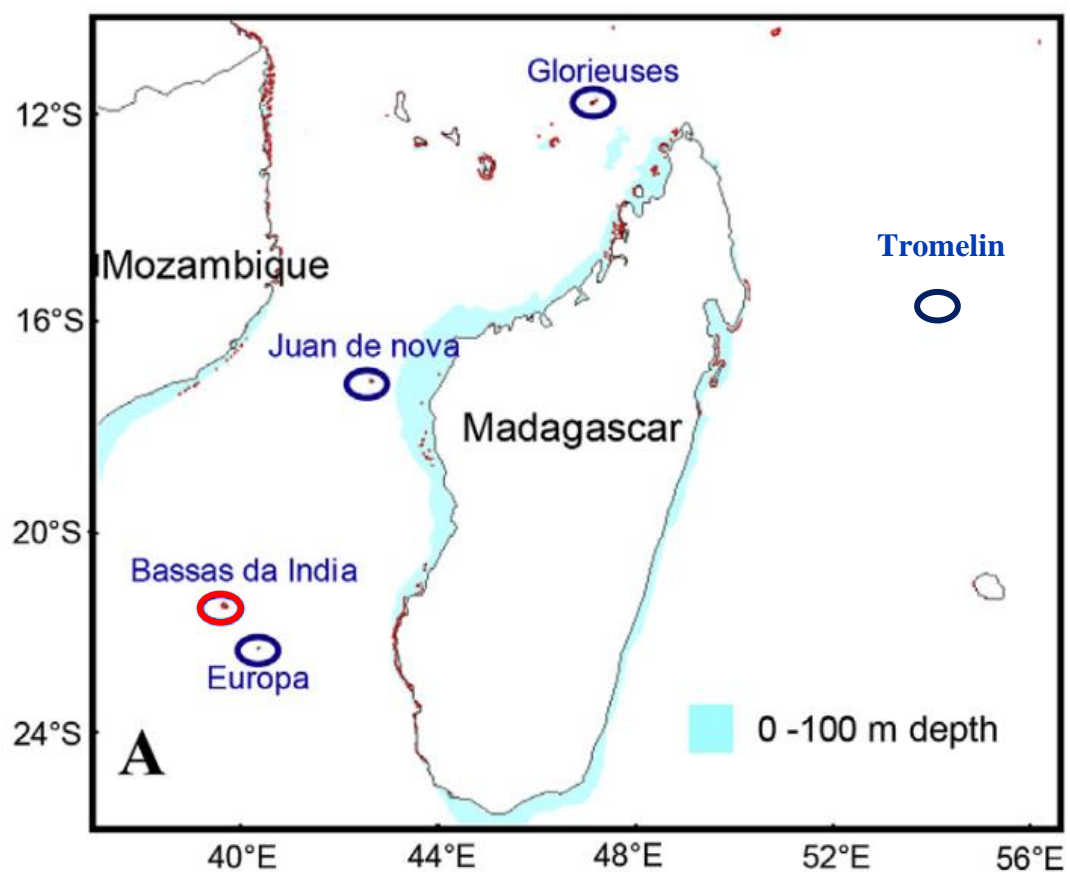 Glorieuses
12°S
Tromelin
IMozambique
16°S
Juan de nova
Madagascar
20°S
Bassas da India
Europa
24°S
0 -100 m depth
A
40°E
44°E
48°E
52°E
56°E